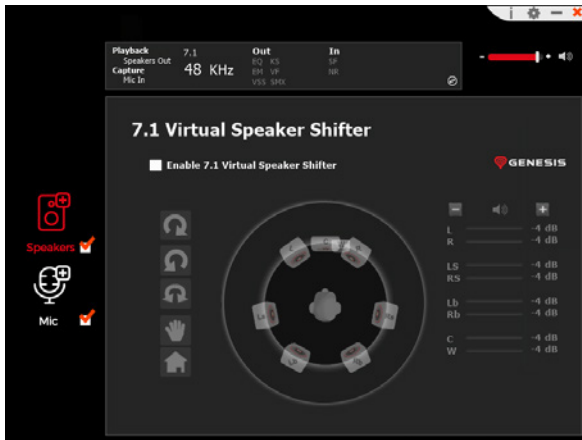 i
Playback 7.1 Out In
Speakers Out EQ KS SP
Capture 48 KHz EM VF NR
Mic In VSS SMX
7.1 Virtual Speaker Shifter
Enable 7.1 Virtual Speaker Shifter
GENESIS
L -4 dB
R -4 dB
LS -4 dB
RS -4 dB
Lb -4 dB
Rb -4 dB
C -4 dB
W -4 dB
Speakers
Mic